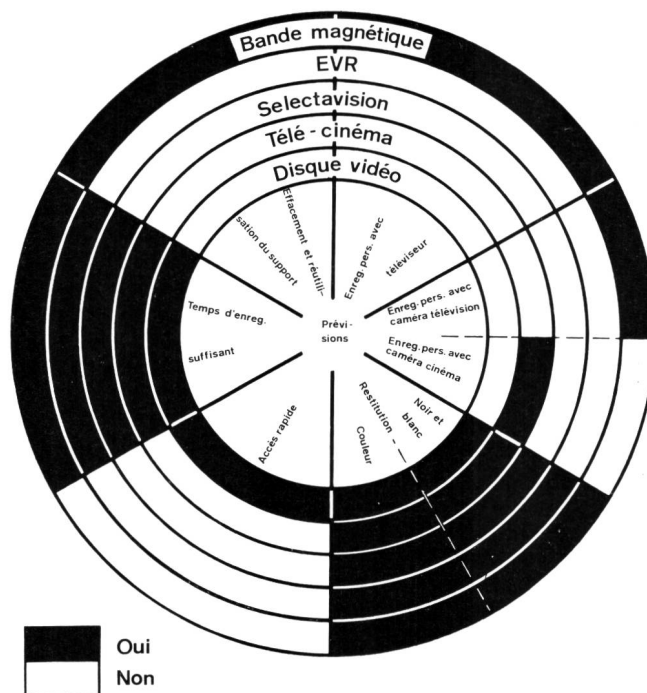 Bande magnétique
EVR
Selectavision
Télé-cinéma
Disque vidéo
Effacement et réutili-
sation du support
Enreg. pers. avec
téléviseur
Temps d'enreg.
suffisant
Prévi-
sions
Enreg. pers. avec
caméra télévision
Enreg. pers. avec
caméra cinéma
Accès rapide
Restitution
Noir et
blanc
Couleur
Oui
Non